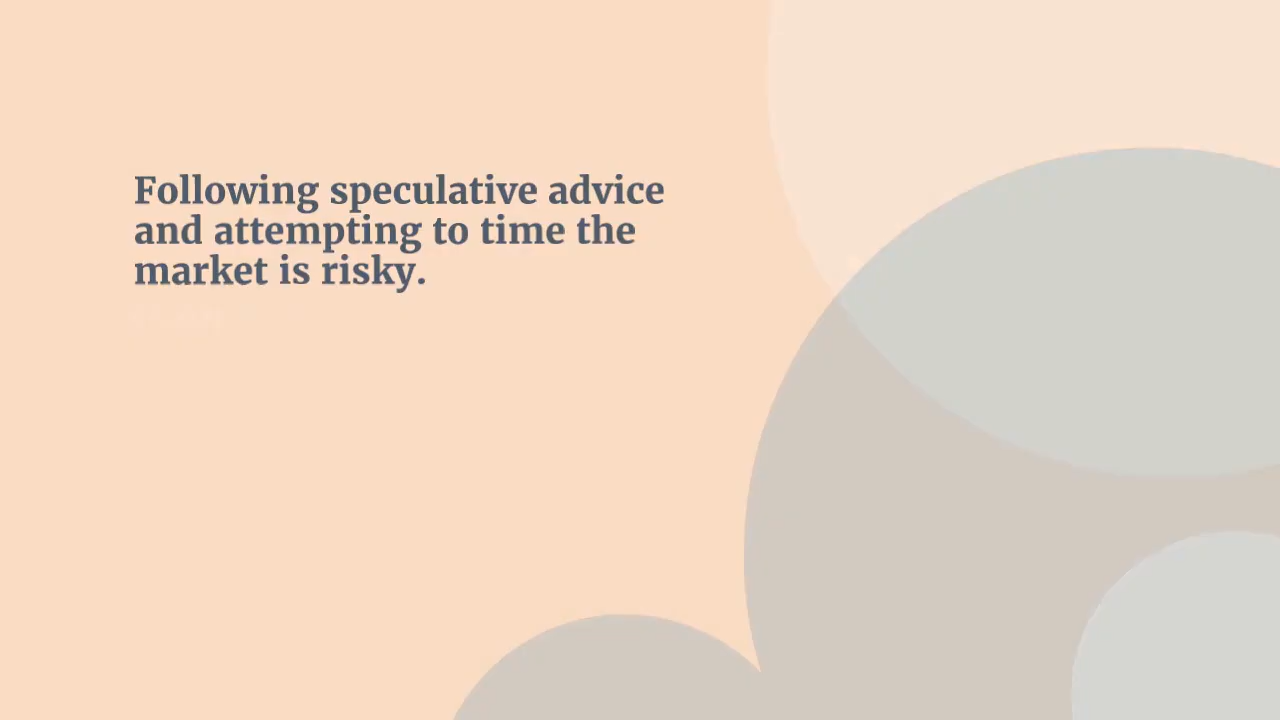 Following speculative advice
and attempting to time the
market is risky.